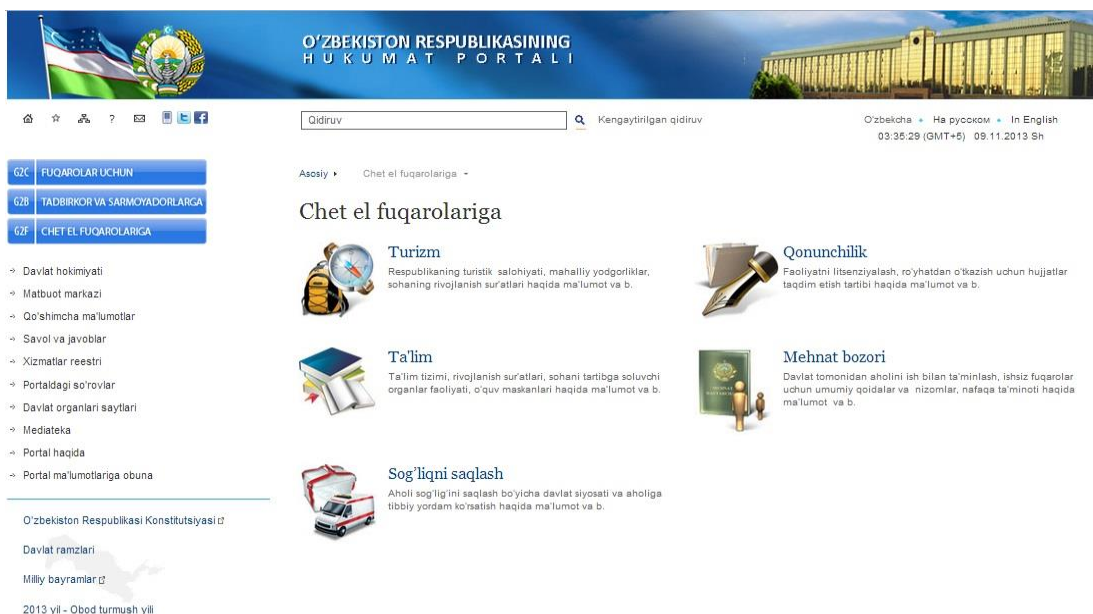 O‘ZBEKISTON RESPUBLIKASINING
HUKUMAT PORTALI
?
Qidiruv
Kengaytirilgan qidiruv
O'zbekcha • На русском • In English
03:35:29 (GMT+5) 09.11.2013 Sh
G2C FUQAROLAR UCHUN
G2B TADBIRKOR VA SARMOYADORLARGA
G2F CHET EL FUQAROLARIGA
Davlat hokimiyati
Matbuot markazi
Qo'shimcha ma'lumotlar
Savol va javoblar
Xizmatlar reestri
Portaldagi so'rovlar
Davlat organlari saytlari
Mediateka
Portal haqida
Portal ma'lumotlariga obuna
O'zbekiston Respublikasi Konstitutsiyasi
Davlat ramzlari
Milliy bayramlar
2013 yil - Obod turmush yili
Asosiy Chet el fuqarolariga
Chet el fuqarolariga
Turizm
Respublikaning turistik salohiyati, mahalliy yodgorliklar,
sohaning rivojlanish sur'atlari haqida ma'lumot va b.
Qonunchilik
Faoliyatni litsenziyalash, ro'yhatdan o'tkazish uchun hujjatlar
taqdim etish tartibi haqida ma'lumot va b.
Ta'lim
Ta'lim tizimi, rivojlanish sur'atlari, sohani tartibga soluvchi
organlar faoliyati, o'quv maskanlari haqida ma'lumot va b.
Mehnat bozori
Davlat tomonidan aholini ish bilan ta'minlash, ishsiz fuqarolar
uchun umumiy qoidalar va nizomlar, nafaqa ta'minoti haqida
ma'lumot va b.
Sog'liqni saqlash
Aholi sog'lig'ini saqlash bo'yicha davlat siyosati va aholiga
tibbiy yordam ko'rsatish haqida ma'lumot va b.